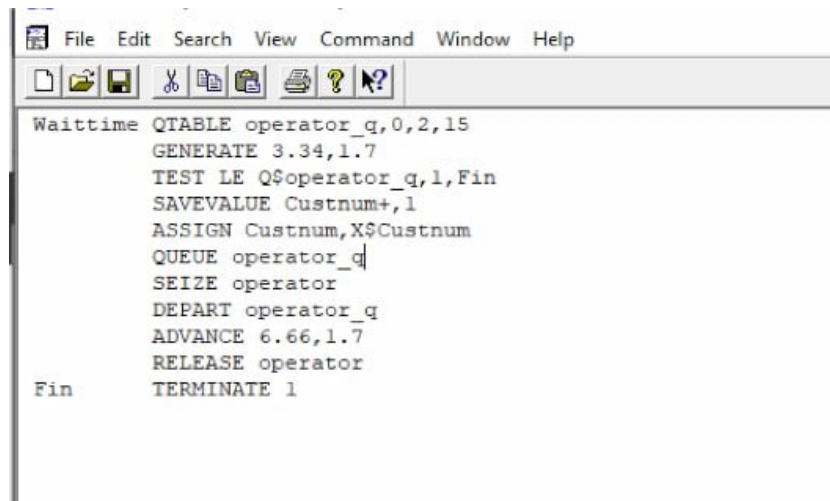 File Edit Search View Command Window Help
Waittime QTABLE operator_q,0,2,15
GENERATE 3.34,1.7
TEST LE Q$operator_q,1,Fin
SAVEVALUE Custnum+,1
ASSIGN Custnum,X$Custnum
QUEUE operator_q
SEIZE operator
DEPART operator_q
ADVANCE 6.66,1.7
RELEASE operator
Fin TERMINATE 1